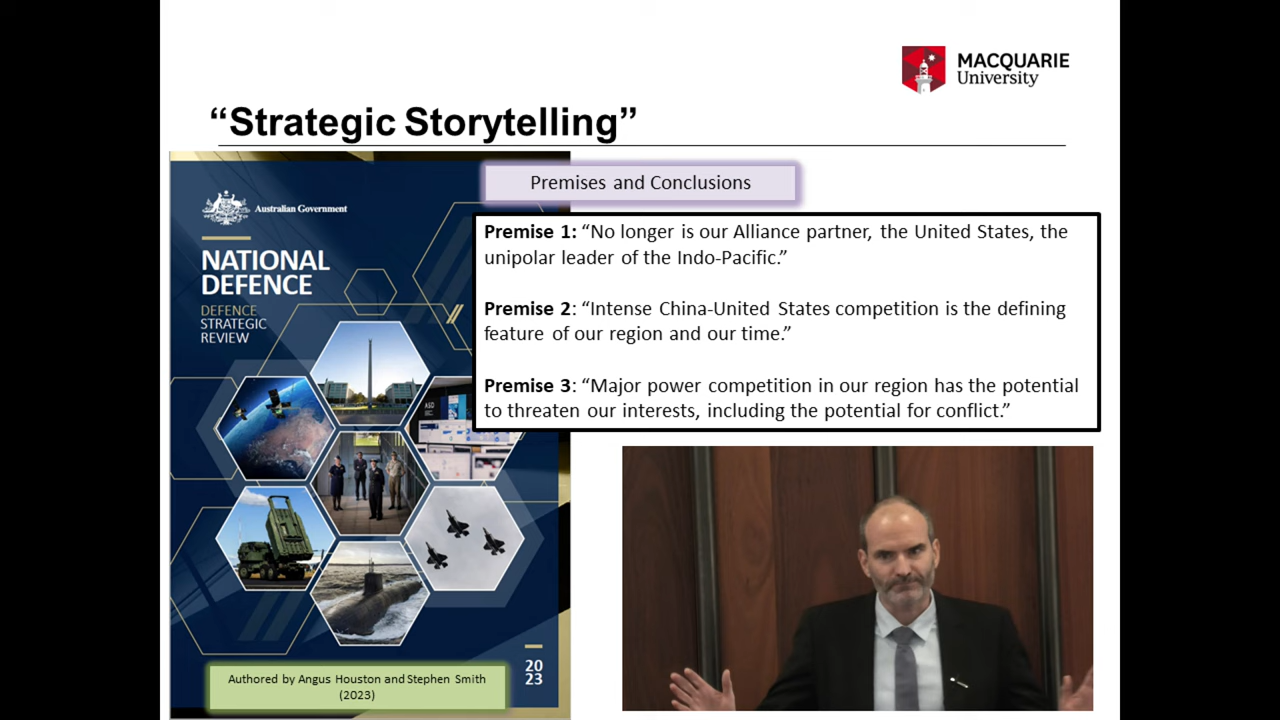 MACQUARIE
University
“Strategic Storytelling”
Premises and Conclusions
Australian Government
NATIONAL
DEFENCE
DEFENCE
STRATEGIC
REVIEW
Premise 1: “No longer is our Alliance partner, the United States, the
unipolar leader of the Indo-Pacific.”
Premise 2: “Intense China-United States competition is the defining
feature of our region and our time.”
Premise 3: “Major power competition in our region has the potential
to threaten our interests, including the potential for conflict.”
20
23
Authored by Angus Houston and Stephen Smith
(2023)